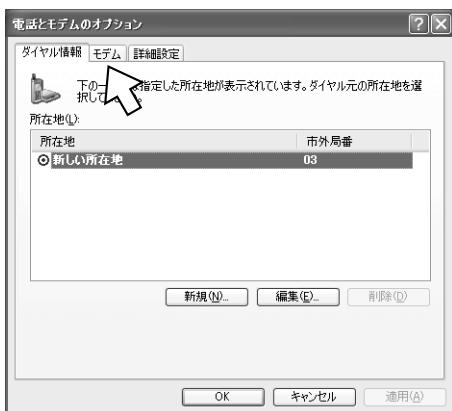 電話とモデムのオプション
ダイヤル情報 モデム 詳細設定
下の一 指定した所在地が表示されています。ダイヤル元の所在地を選
択して
所在地(L):
所在地 市外局番
新しい所在地 03
新規(N)... 編集(E)... 削除(D)
OK キャンセル 適用(A)